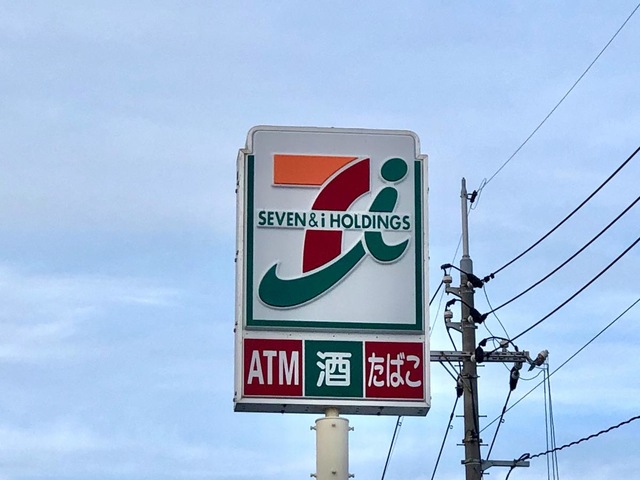 SEVEN & i HOLDINGS
ATM 酒 たばこ